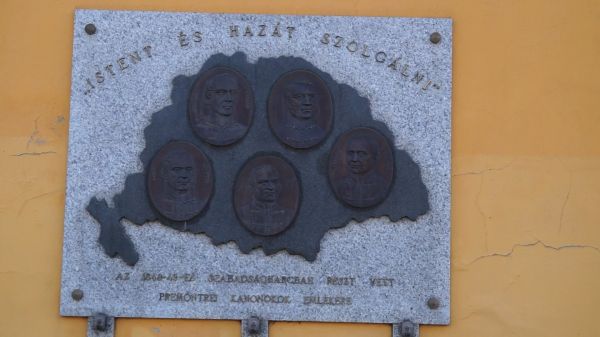 „ISTENT ÉS HAZÁT SZOLGÁLNI”
AZ 1848-49-ES SZABADSÁGHARCBAN RÉSZT VETT
PREMONTREI KANONOKOK EMLÉKÉRE